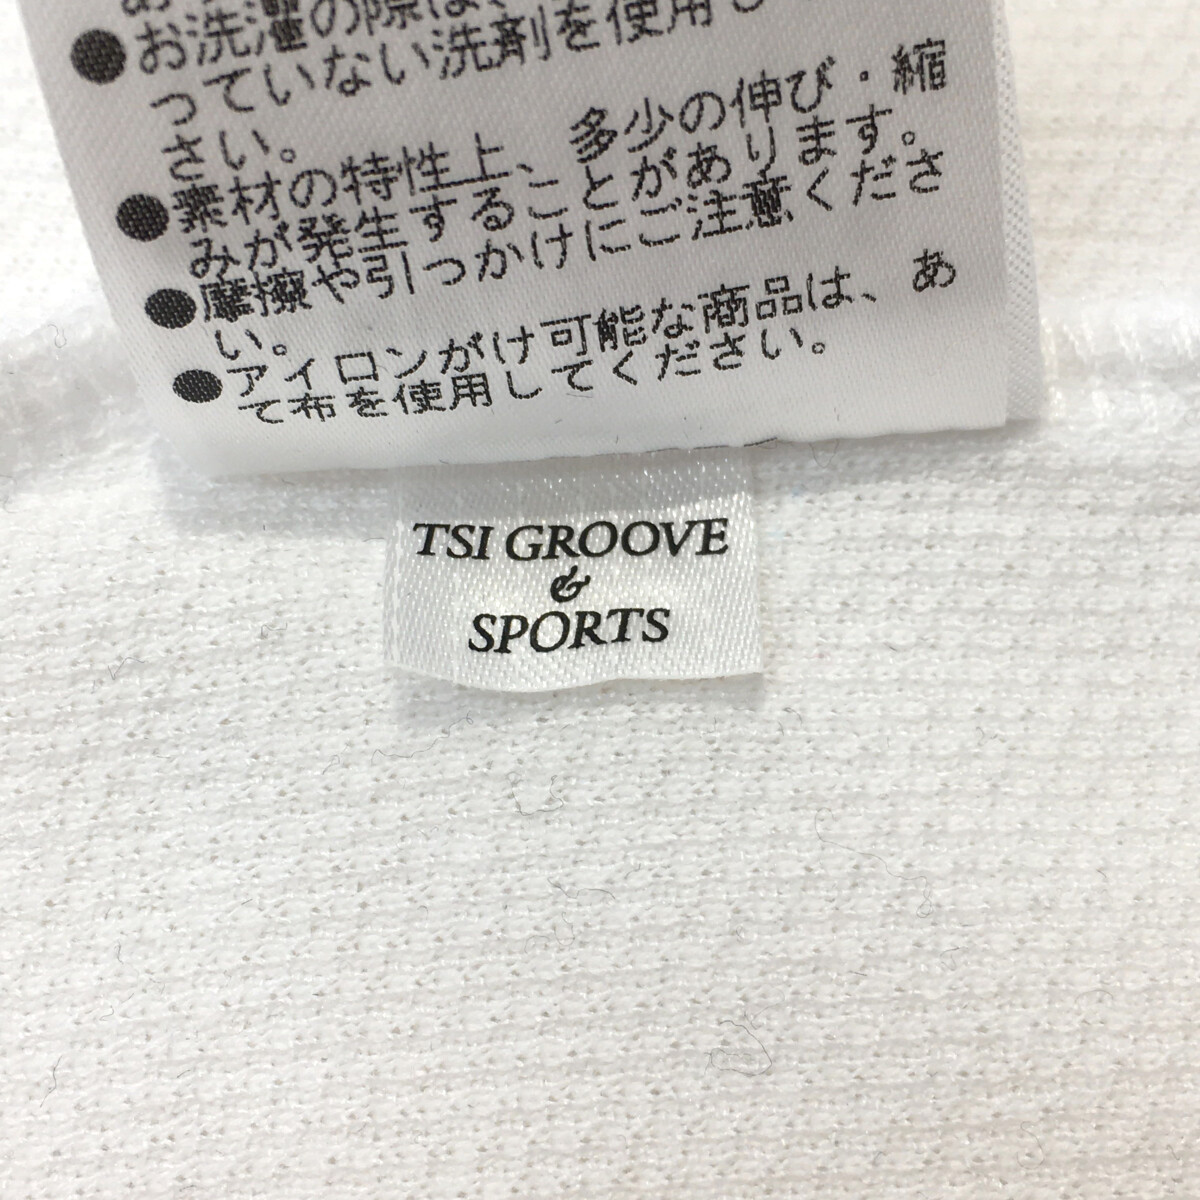 ●お洗濯の際は、
っていない洗剤を使用し
さい。
●素材の特性上、多少の伸び・縮
みが発生することがあります。
●摩擦や引っかけにご注意くださ
い。
●アイロンがけ可能な商品は、あ
て布を使用してください。
TSI GROOVE
&
SPORTS